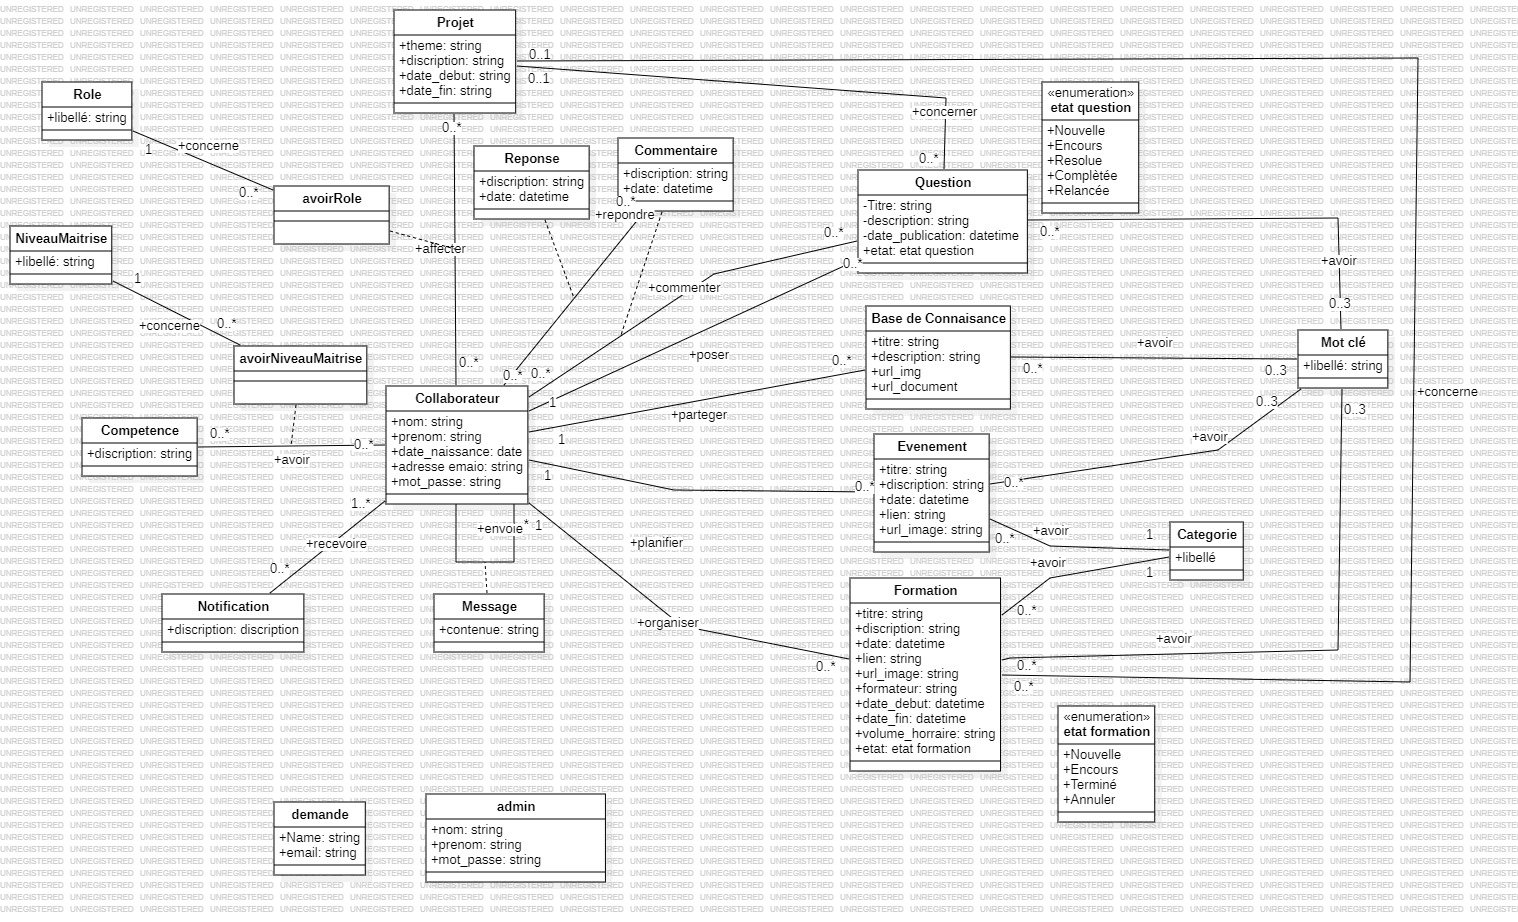 Projet
+theme: string
+discription: string
+date_debut: string
+date_fin: string
0..1
0..1
0..*
Role
+libellé: string
1
+concerne
0..*
avoirRole
+affecter
NiveauMaitrise
+libellé: string
1
+concerne
0..*
avoirNiveauMaitrise
Reponse
+discription: string
+date: datetime
Commentaire
+discription: string
+date: datetime
0..*
+repondre
+concerner
0..*
«enumeration»
etat question
+Nouvelle
+Encours
+Resolue
+Complètée
+Relancée
Question
-Titre: string
-description: string
-date_publication: datetime
+etat: etat question
0..*
0..*
0..*
+avoir
0..3
+commenter
+poser
Base de Connaisance
+titre: string
+description: string
+url_img
+url_document
0..*
0..*
+avoir
0..3
Mot clé
+libellé: string
0..3
0..3
+concerne
0..*
0..*
0..*
Collaborateur
+nom: string
+prenom: string
+date_naissance: date
+adresse emaio: string
+mot_passe: string
1
+parteger
1
1
Competence
+discription: string
0..*
0..*
+avoir
Evenement
+titre: string
+discription: string
+date: datetime
+lien: string
+url_image: string
0..*
0..*
+avoir
0..*
+avoir
1
Categorie
+libellé
1
+avoir
0..*
1..*
+recevoire
0..*
Notification
+discription: discription
+envoie
*
1
+planifier
Message
+contenue: string
+organiser
0..*
Formation
+titre: string
+discription: string
+date: datetime
+lien: string
+url_image: string
+formateur: string
+date_debut: datetime
+date_fin: datetime
+volume_horraire: string
+etat: etat formation
+avoir
0..*
0..*
«enumeration»
etat formation
+Nouvelle
+Encours
+Terminé
+Annuler
demande
+Name: string
+email: string
admin
+nom: string
+prenom: string
+mot_passe: string